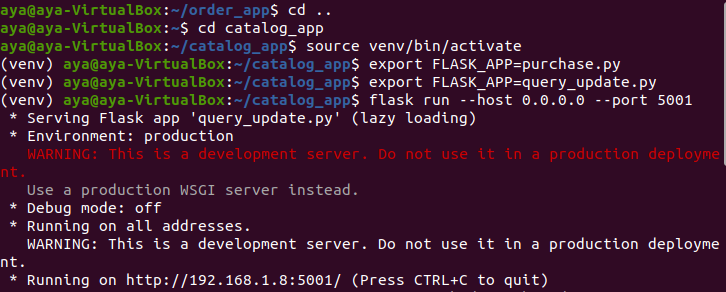 aya@aya-VirtualBox:~/order_app$ cd ..
aya@aya-VirtualBox:~$ cd catalog_app
aya@aya-VirtualBox:~/catalog_app$ source venv/bin/activate
(venv) aya@aya-VirtualBox:~/catalog_app$ export FLASK_APP=purchase.py
(venv) aya@aya-VirtualBox:~/catalog_app$ export FLASK_APP=query_update.py
(venv) aya@aya-VirtualBox:~/catalog_app$ flask run --host 0.0.0.0 --port 5001
 * Serving Flask app 'query_update.py' (lazy loading)
 * Environment: production
   WARNING: This is a development server. Do not use it in a production deployme
nt.
   Use a production WSGI server instead.
 * Debug mode: off
 * Running on all addresses.
   WARNING: This is a development server. Do not use it in a production deployme
nt.
 * Running on http://192.168.1.8:5001/ (Press CTRL+C to quit)